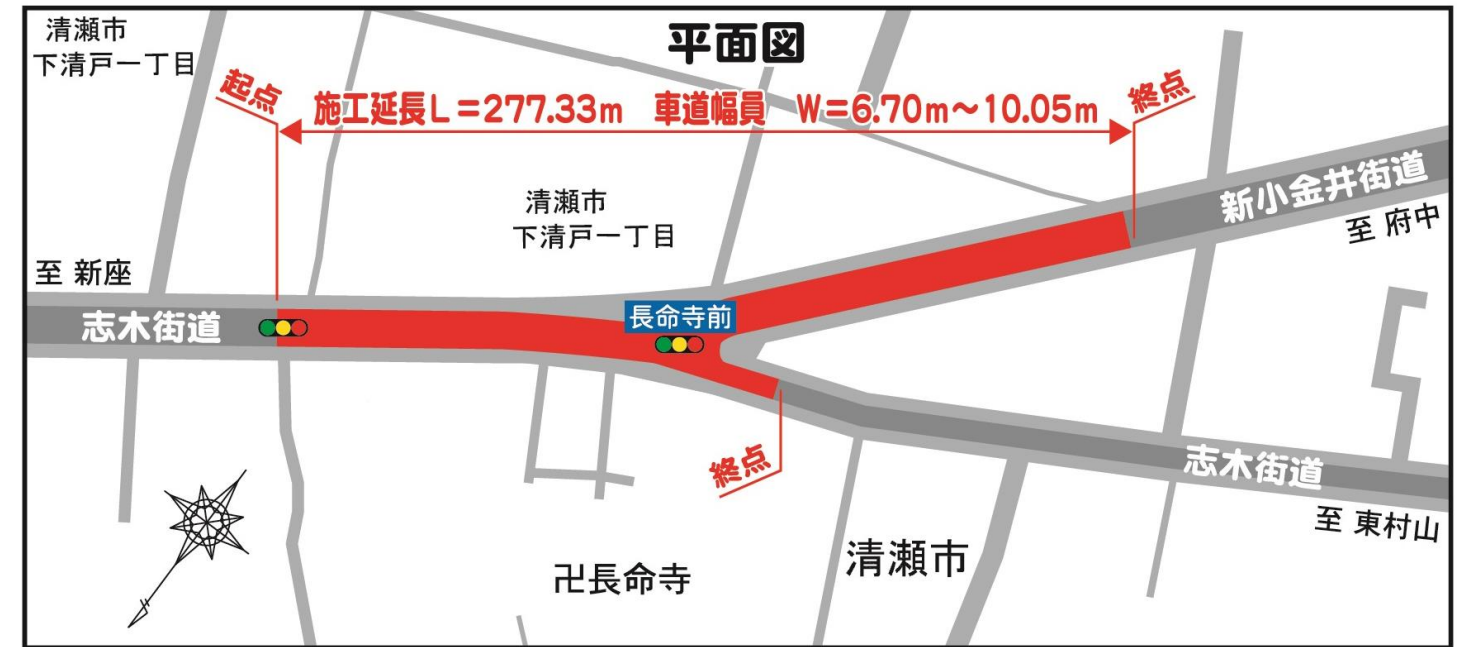 平面図
清瀬市
下清戸一丁目
起点
施工延長L=277.33m 車道幅員 W=6.70m～10.05m
終点
清瀬市
下清戸一丁目
新小金井街道
至 府中
至 新座
志木街道
長命寺前
終点
志木街道
至 東村山
清瀬市
卍長命寺